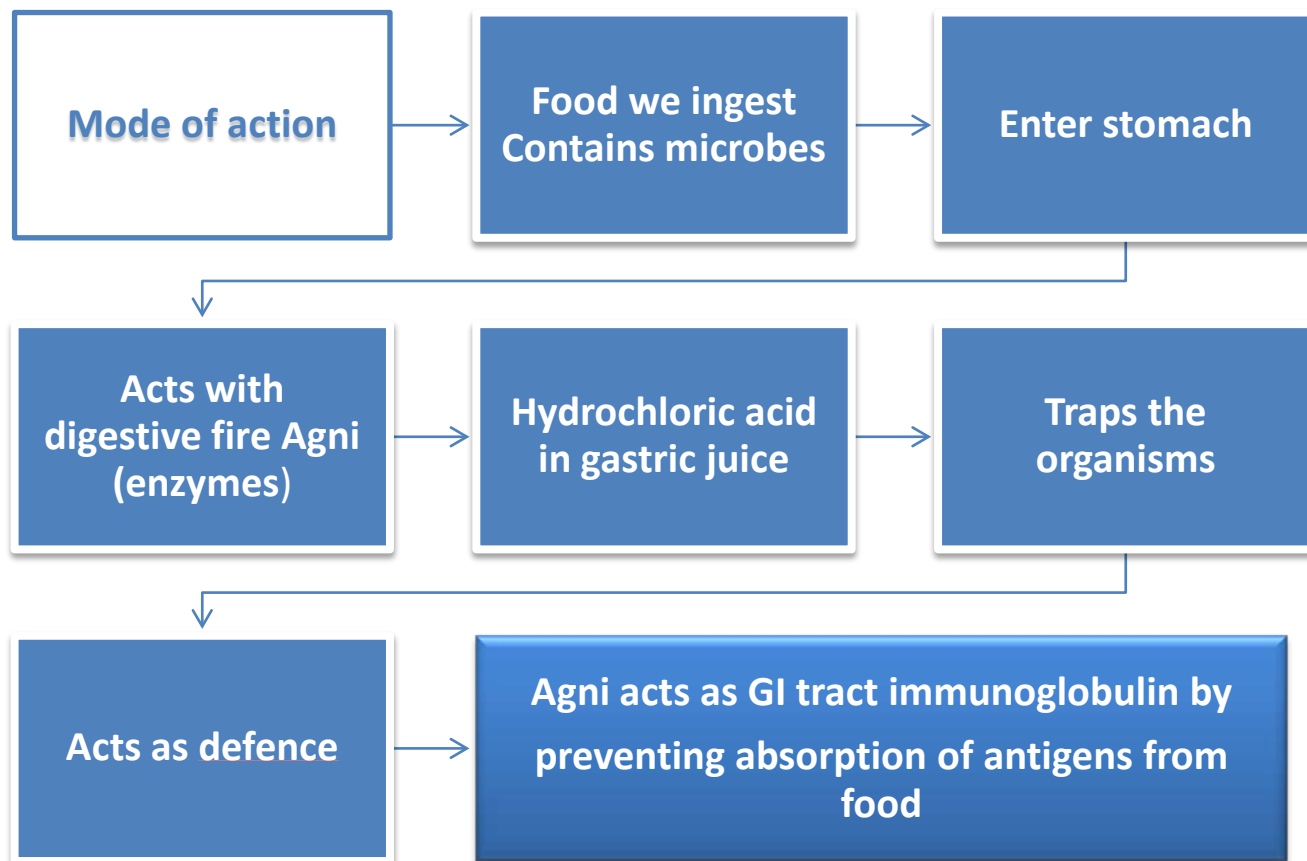 Mode of action
Food we ingest
Contains microbes
Enter stomach
Acts with
digestive fire Agni
(enzymes)
Hydrochloric acid
in gastric juice
Traps the
organisms
Acts as defence
Agni acts as GI tract immunoglobulin by
preventing absorption of antigens from
food